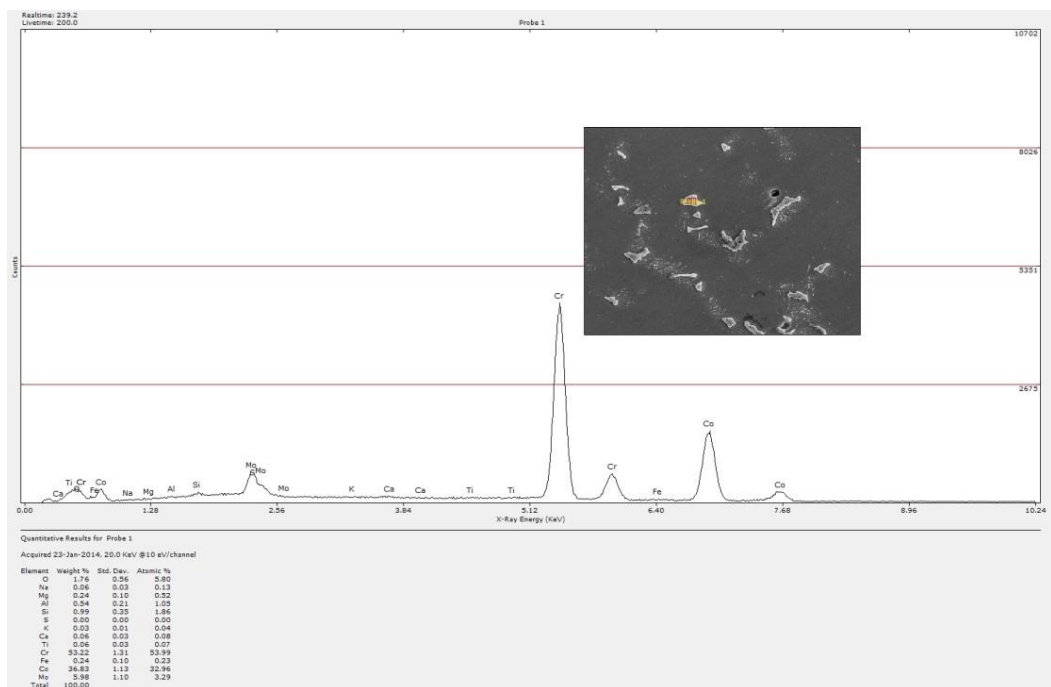 Realtime: 239.2
Livetime: 200.0
Probe 1
10702
8026
5351
2675
Counts
Cr
Co
Cr
Co
Mo
Mo
Ti Cr Co
Ca Fe Na Mg Al Si Mo K Ca Ca Ti Ti Fe
0.00 1.28 2.56 3.84 5.12 6.40 7.68 8.96 10.24
X-Ray Energy (KeV)
Quantitative Results for Probe 1
Acquired 23-Jan-2014, 20.0 KeV @10 eV/channel
Element Weight % Std. Dev. Atomic %
O 1.76 0.56 5.80
Na 0.06 0.03 0.13
Mg 0.24 0.10 0.52
Al 0.54 0.21 1.05
Si 0.99 0.35 1.86
S 0.00 0.00 0.00
K 0.03 0.01 0.04
Ca 0.06 0.03 0.08
Ti 0.06 0.03 0.07
Cr 53.22 1.31 53.99
Fe 0.24 0.10 0.23
Co 36.83 1.13 32.96
Mo 5.98 1.10 3.29
Total 100.00